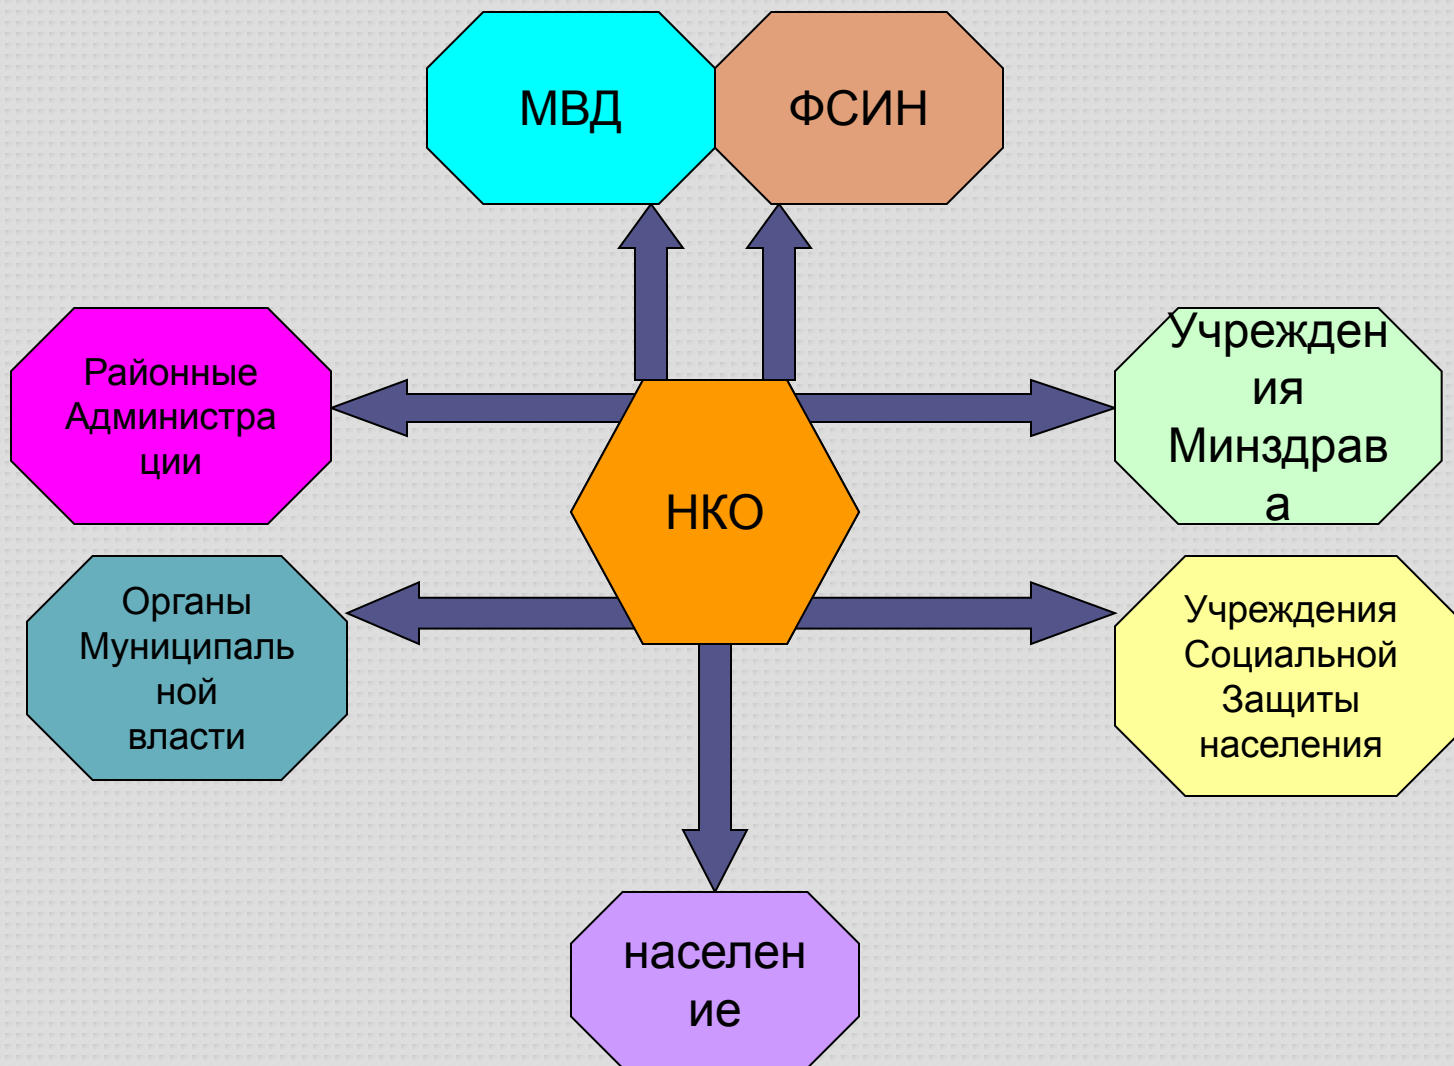 МВД
ФСИН
Районные
Администра
ции
Учрежден
ия
Минздрав
а
НКО
Органы
Муниципаль
ной
власти
Учреждения
Социальной
Защиты
населения
населен
ие